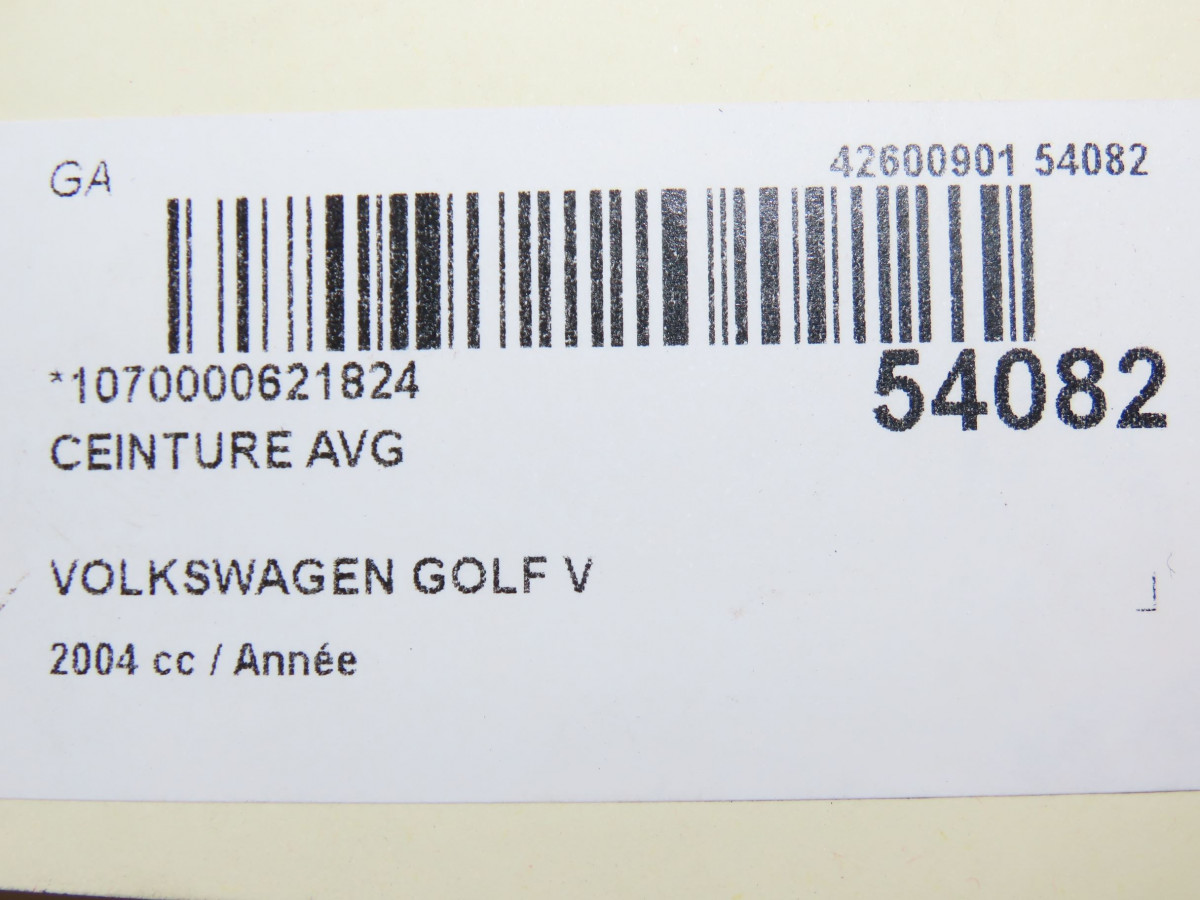 GA 42600901 54082
*1070000621824 54082
CEINTURE AVG
VOLKSWAGEN GOLF V
2004 cc / Année